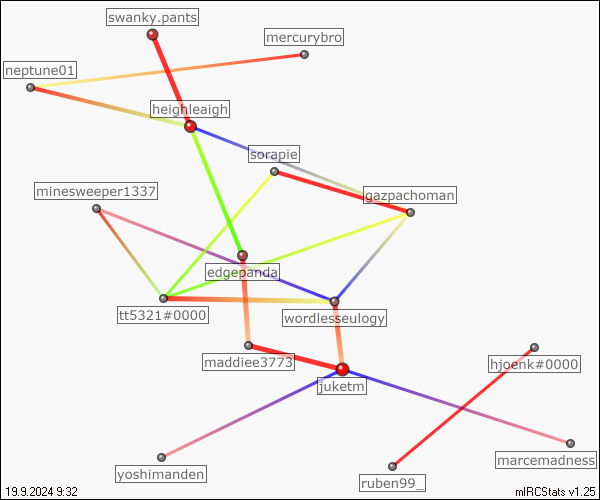 swanky.pants
mercurybro
neptune01
heighleaigh
sorapie
minesweeper1337
gazpachoman
edgepanda
tt5321#0000
wordlesseulogy
maddiee3773
hjoenk#0000
juketm
marcemadness
yoshimanden
ruben99_
19.9.2024 9:32
mIRCStats v1.25